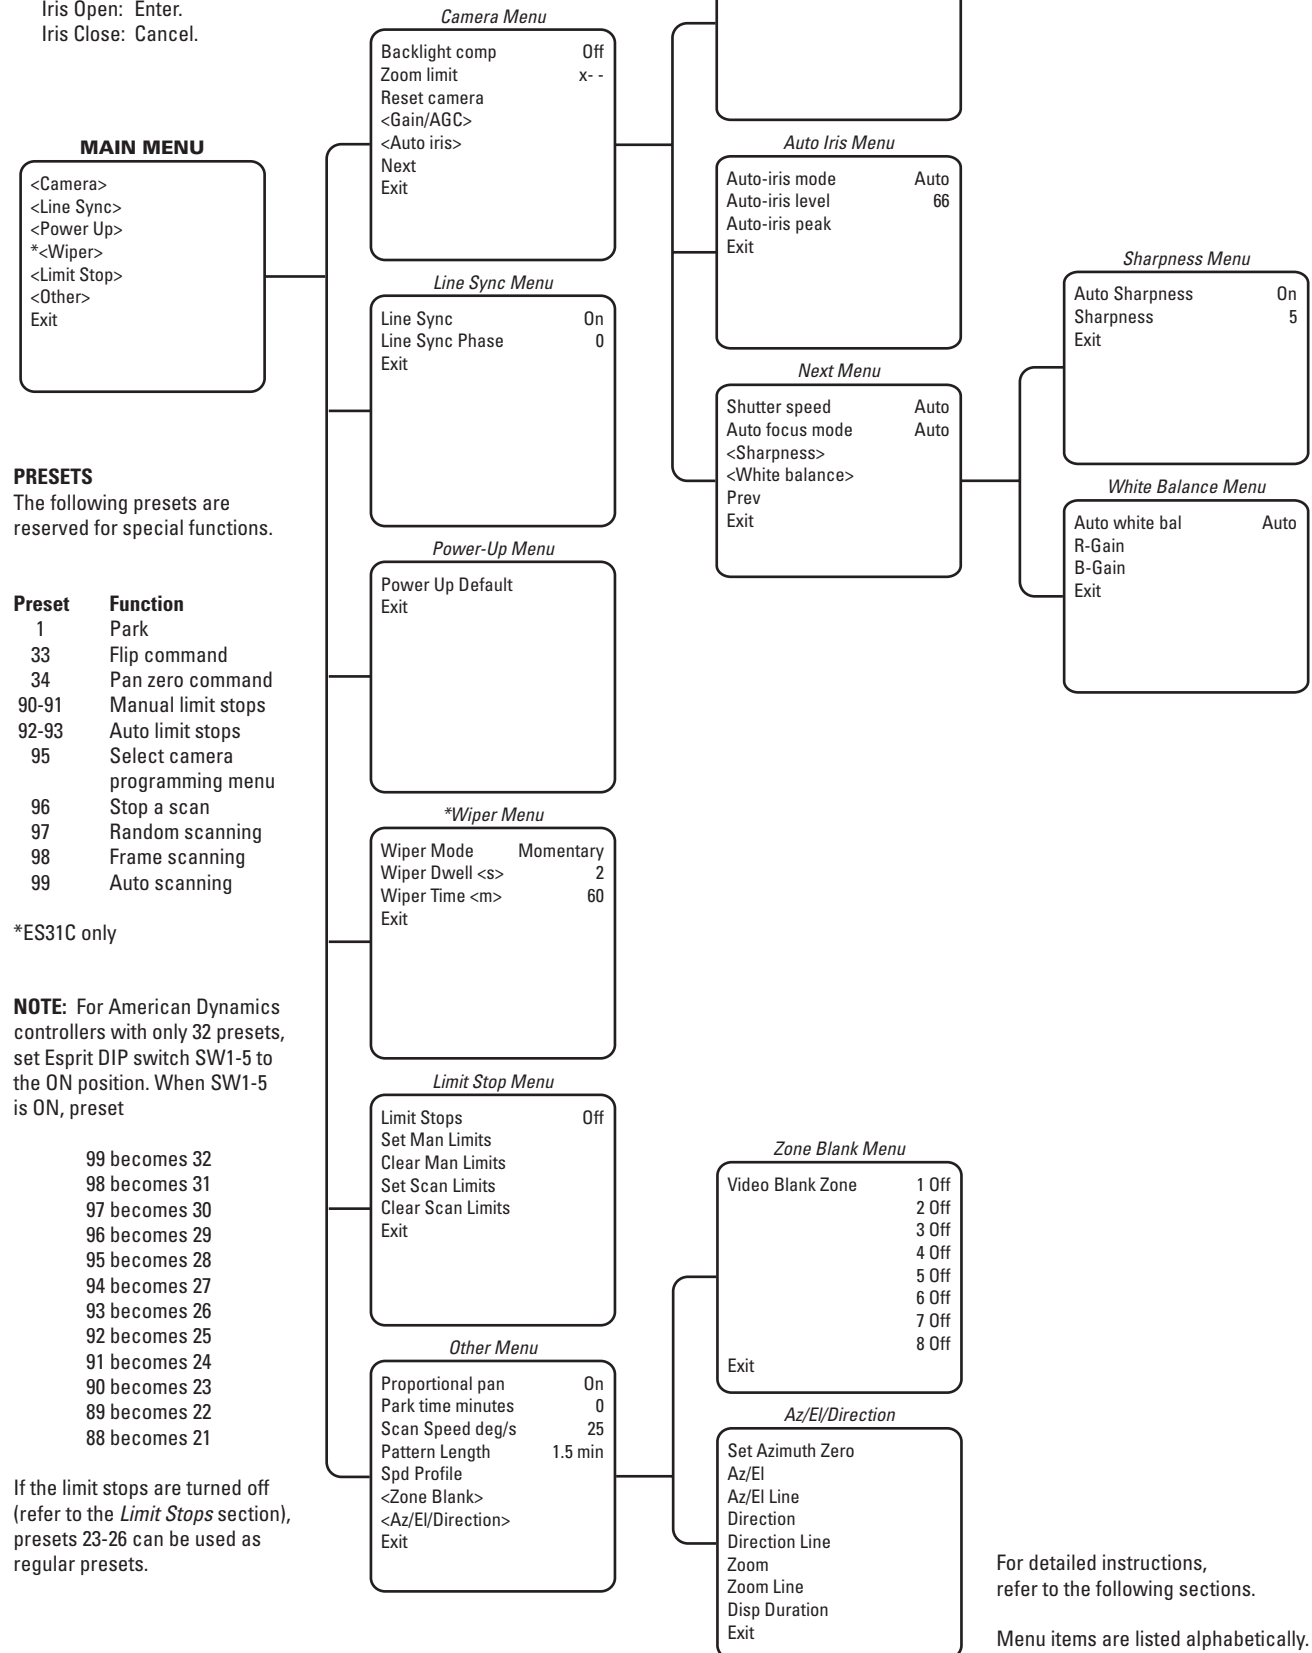 Iris Open: Enter.
Iris Close: Cancel.
MAIN MENU
<Camera>
<Line Sync>
<Power Up>
*<Wiper>
<Limit Stop>
<Other>
Exit
PRESETS
The following presets are
reserved for special functions.
Preset Function
1 Park
33 Flip command
34 Pan zero command
90-91 Manual limit stops
92-93 Auto limit stops
95 Select camera
programming menu
96 Stop a scan
97 Random scanning
98 Frame scanning
99 Auto scanning
*ES31C only
NOTE: For American Dynamics
controllers with only 32 presets,
set Esprit DIP switch SW1-5 to
the ON position. When SW1-5
is ON, preset
99 becomes 32
98 becomes 31
97 becomes 30
96 becomes 29
95 becomes 28
94 becomes 27
93 becomes 26
92 becomes 25
91 becomes 24
90 becomes 23
89 becomes 22
88 becomes 21
If the limit stops are turned off
(refer to the Limit Stops section),
presets 23-26 can be used as
regular presets.
Camera Menu
Backlight comp Off
Zoom limit x- -
Reset camera
<Gain/AGC>
<Auto iris>
Next
Exit
Line Sync Menu
Line Sync On
Line Sync Phase 0
Exit
Power-Up Menu
Power Up Default
Exit
*Wiper Menu
Wiper Mode Momentary
Wiper Dwell <s> 2
Wiper Time <m> 60
Exit
Limit Stop Menu
Limit Stops Off
Set Man Limits
Clear Man Limits
Set Scan Limits
Clear Scan Limits
Exit
Other Menu
Proportional pan On
Park time minutes 0
Scan Speed deg/s 25
Pattern Length 1.5 min
Spd Profile
<Zone Blank>
<Az/El/Direction>
Exit
Auto Iris Menu
Auto-iris mode Auto
Auto-iris level 66
Auto-iris peak
Exit
Next Menu
Shutter speed Auto
Auto focus mode Auto
<Sharpness>
<White balance>
Prev
Exit
Sharpness Menu
Auto Sharpness On
Sharpness 5
Exit
White Balance Menu
Auto white bal Auto
R-Gain
B-Gain
Exit
Zone Blank Menu
Video Blank Zone 1 Off
2 Off
3 Off
4 Off
5 Off
6 Off
7 Off
8 Off
Exit
Az/El/Direction
Set Azimuth Zero
Az/El
Az/El Line
Direction
Direction Line
Zoom
Zoom Line
Disp Duration
Exit
For detailed instructions,
refer to the following sections.
Menu items are listed alphabetically.